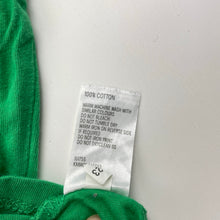 100% COTTON
WARM MACHINE WASH WITH
SIMILAR COLOURS
DO NOT BLEACH
DO NOT TUMBLE DRY
WARM IRON ON REVERSE SIDE
IF REQUIRED
DO NOT IRON PRINT
DO NOT DRYCLEAN